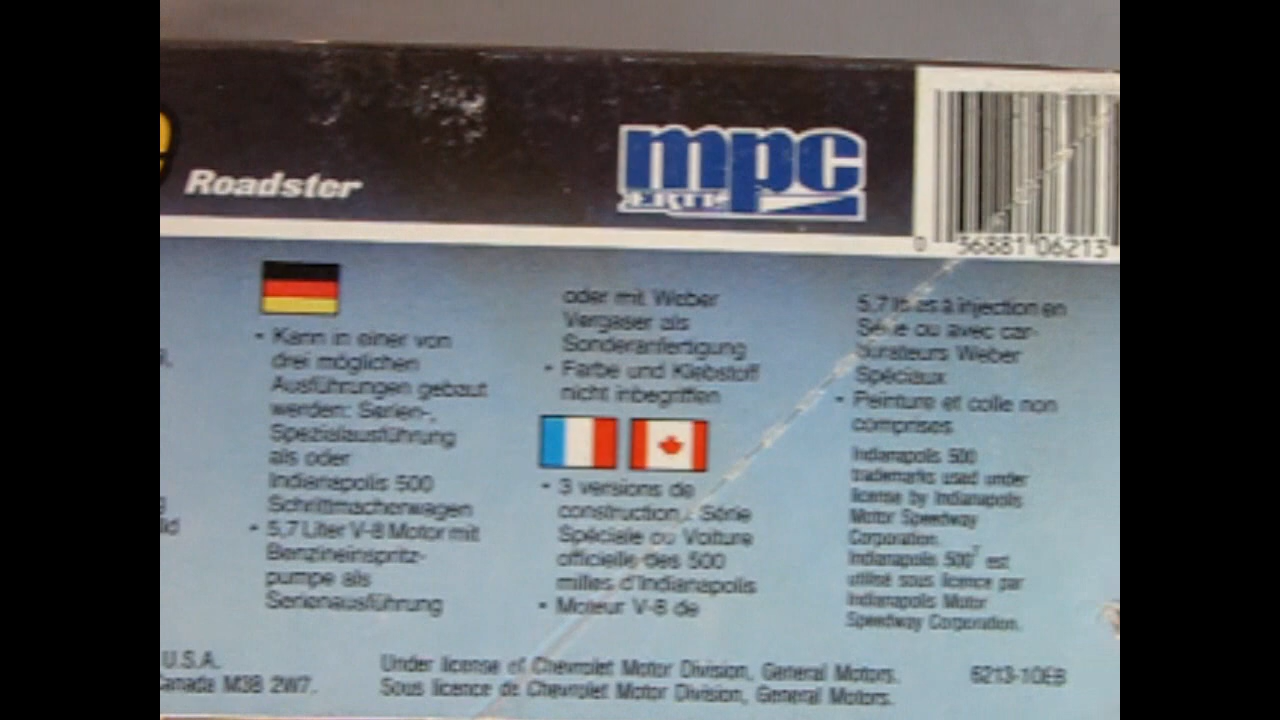 Roadster
mpc
ERTL
0 36881 06213
• Kann in einer von
drei möglichen
Ausführungen gebaut
werden: Serien-,
Spezialausführung
als oder
Indianapolis 500
Schrittmacherwagen
• 5,7 Liter V-8 Motor mit
Benzineinspritz-
pumpe als
Serienausführung
oder mit Weber
Vergaser als
Sonderanfertigung
• Farbe und Klebstoff
nicht inbegriffen
• 3 versions de
construction : Série
Spéciale ou Voiture
officielle des 500
milles d'Indianapolis
• Moteur V-8 de
5,7 litres à injection en
Série ou avec car-
burateurs Weber
Spéciaux
• Peinture et colle non
comprises
Indianapolis 500
trademarks used under
license by Indianapolis
Motor Speedway
Corporation.
Indianapolis 500 est
utilisé sous licence par
Indianapolis Motor
Speedway Corporation.
U.S.A.
Canada M3B 2W7.
Under license of Chevrolet Motor Division, General Motors.
Sous licence de Chevrolet Motor Division, General Motors.
6213-10EB